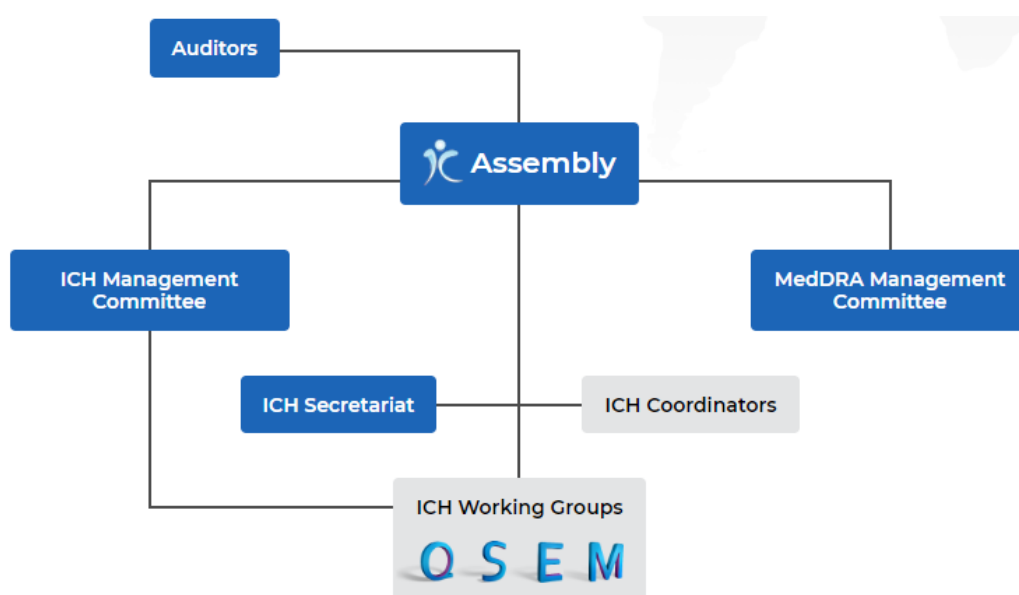 Auditors
Assembly
ICH Management
Committee
MedDRA Management
Committee
ICH Secretariat
ICH Coordinators
ICH Working Groups
Q S E M